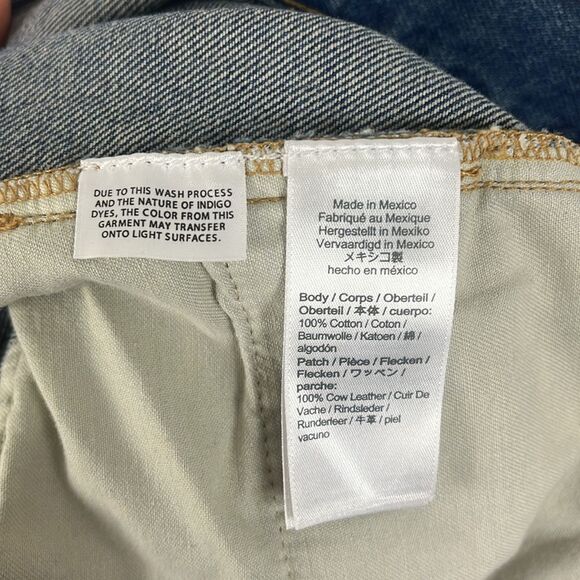 DUE TO THIS WASH PROCESS
AND THE NATURE OF INDIGO
DYES, THE COLOR FROM THIS
GARMENT MAY TRANSFER
ONTO LIGHT SURFACES.
Made in Mexico
Fabriqué au Mexique
Hergestellt in Mexiko
Vervaardigd in Mexico
メキシコ製
hecho en méxico
Body / Corps / Oberteil /
Oberteil / 本体 / cuerpo:
100% Cotton / Coton /
Baumwolle / Katoen / 綿 /
algodón
Patch / Pièce / Flecken /
Flecken / ワッペン /
parche:
100% Cow Leather / Cuir De
Vache / Rindsleder /
Runderleer / 牛革 / piel
vacuno